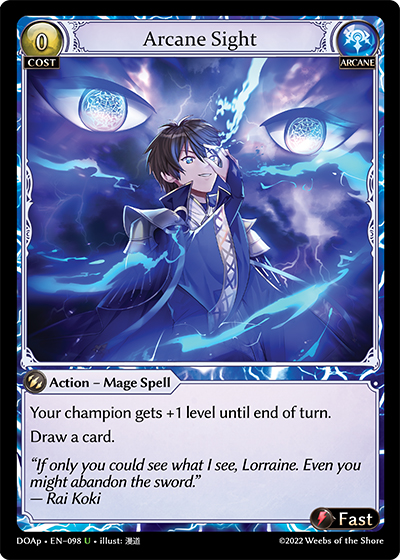 0
COST
Arcane Sight
ARCANE
Action – Mage Spell
Your champion gets +1 level until end of turn.
Draw a card.
“If only you could see what I see, Lorraine. Even you
might abandon the sword.”
— Rai Koki
Fast
DOAp • EN–098 U • illust: 漫道
©2022 Weebs of the Shore